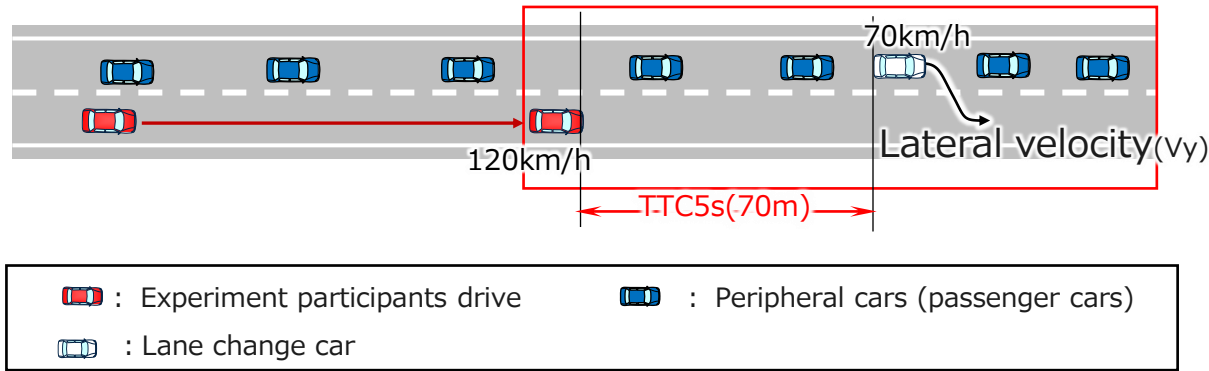 70km/h
120km/h
Lateral velocity(Vy)
TTC5s(70m)
: Experiment participants drive
: Peripheral cars (passenger cars)
: Lane change car